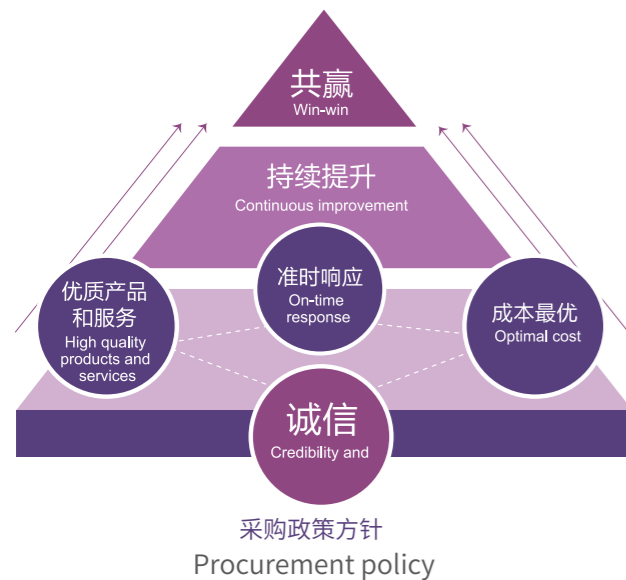 共赢
Win-win
持续提升
Continuous improvement
优质产品
和服务
High quality
products and
services
准时响应
On-time
response
成本最优
Optimal cost
诚信
Credibility and
采购政策方针
Procurement policy